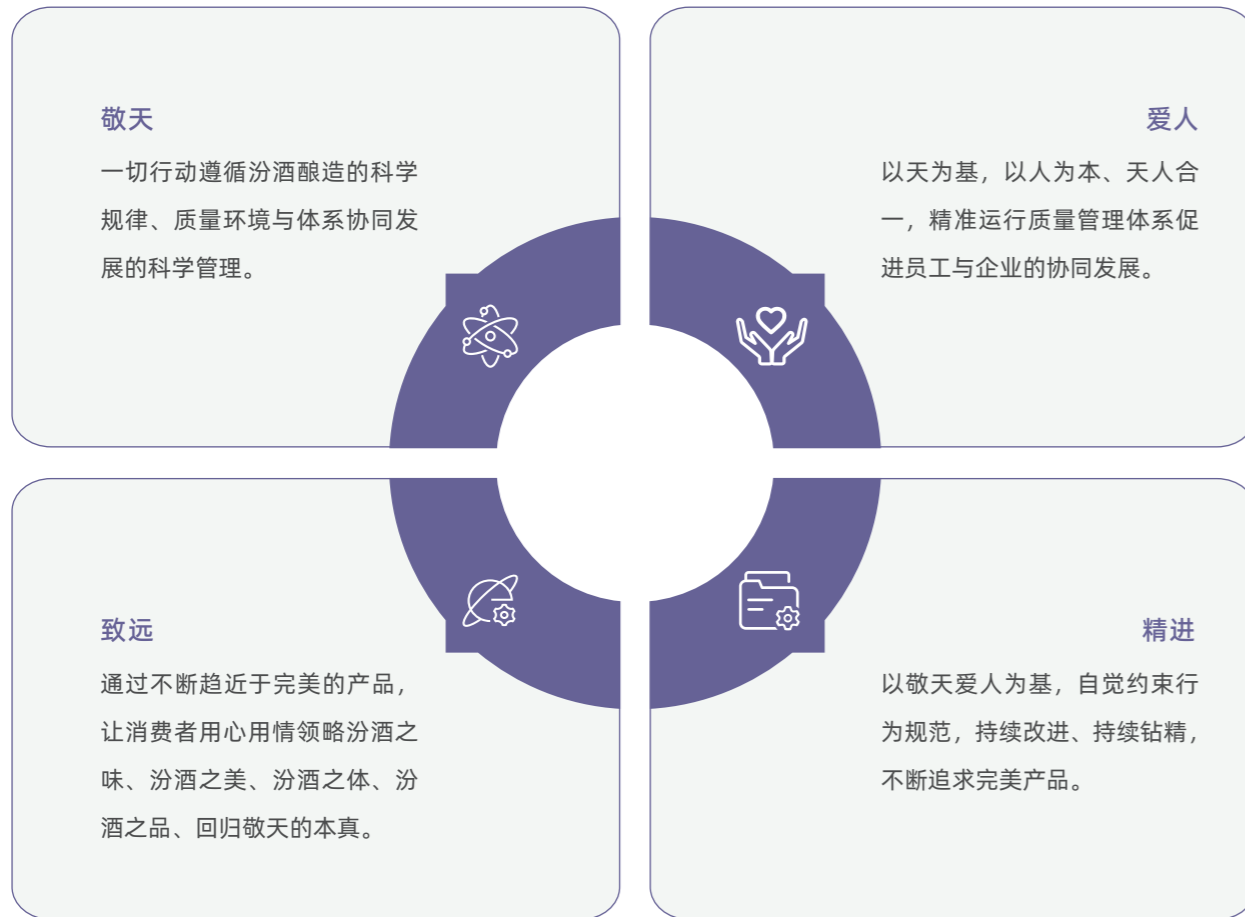 敬天
一切行动遵循汾酒酿造的科学
规律、质量环境与体系协同发
展的科学管理。
爱人
以天为基，以人为本、天人合
一，精准运行质量管理体系促
进员工与企业的协同发展。
致远
通过不断趋近于完美的产品，
让消费者用心用情领略汾酒之
味、汾酒之美、汾酒之体、汾
酒之品、回归敬天的本真。
精进
以敬天爱人为基，自觉约束行
为规范，持续改进、持续钻精，
不断追求完美产品。